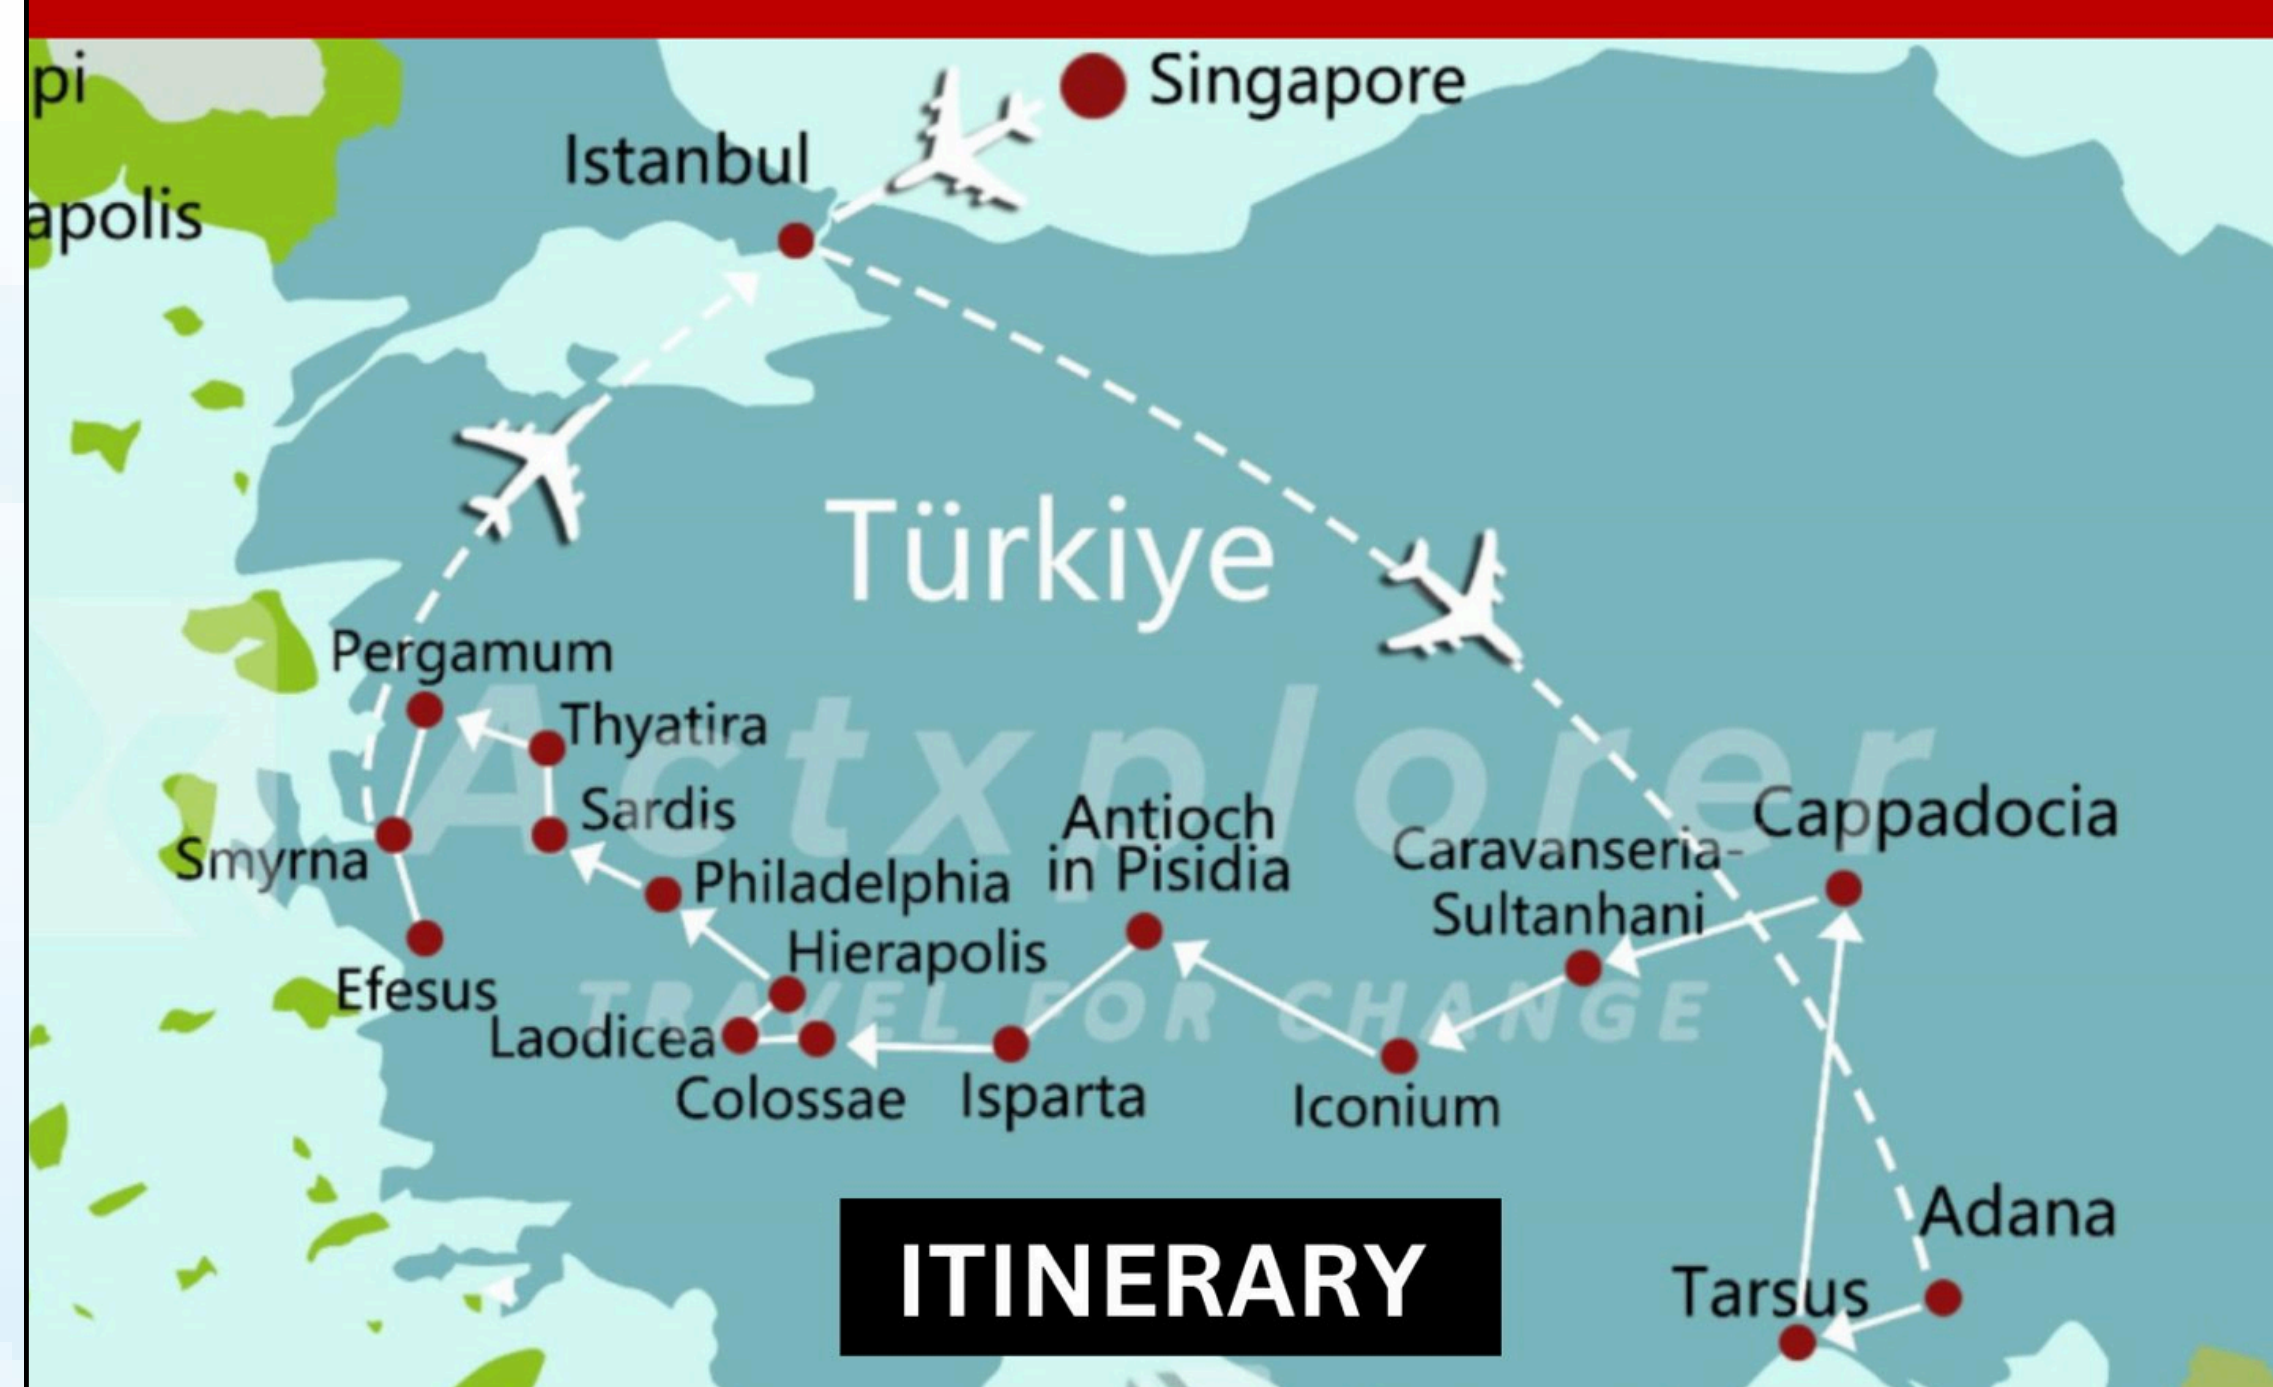 pi
Singapore
Istanbul
apolis
Türkiye
Pergamum
Thyatira
Actxplorer
Sardis
Antioch
in Pisidia
Cappadocia
Caravanseria-
Sultanhani
Smyrna
Philadelphia
Hierapolis
Efesus
TRAVEL FOR CHANGE
Laodicea
Colossae
Isparta
Iconium
Adana
Tarsus
ITINERARY